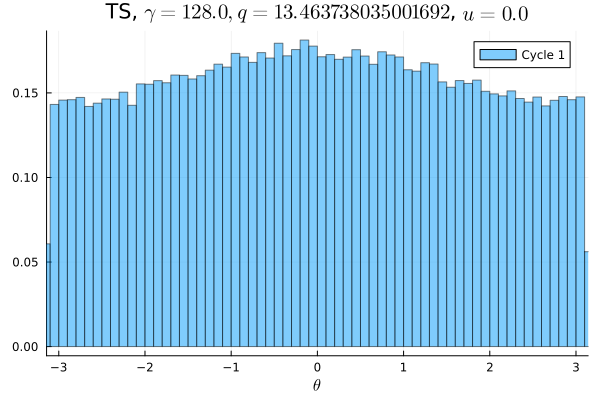 TS, γ = 128.0, q = 13.463738035001692, u = 0.0
Cycle 1
0.15
0.10
0.05
0.00
−3 −2 −1 0 1 2 3
θ